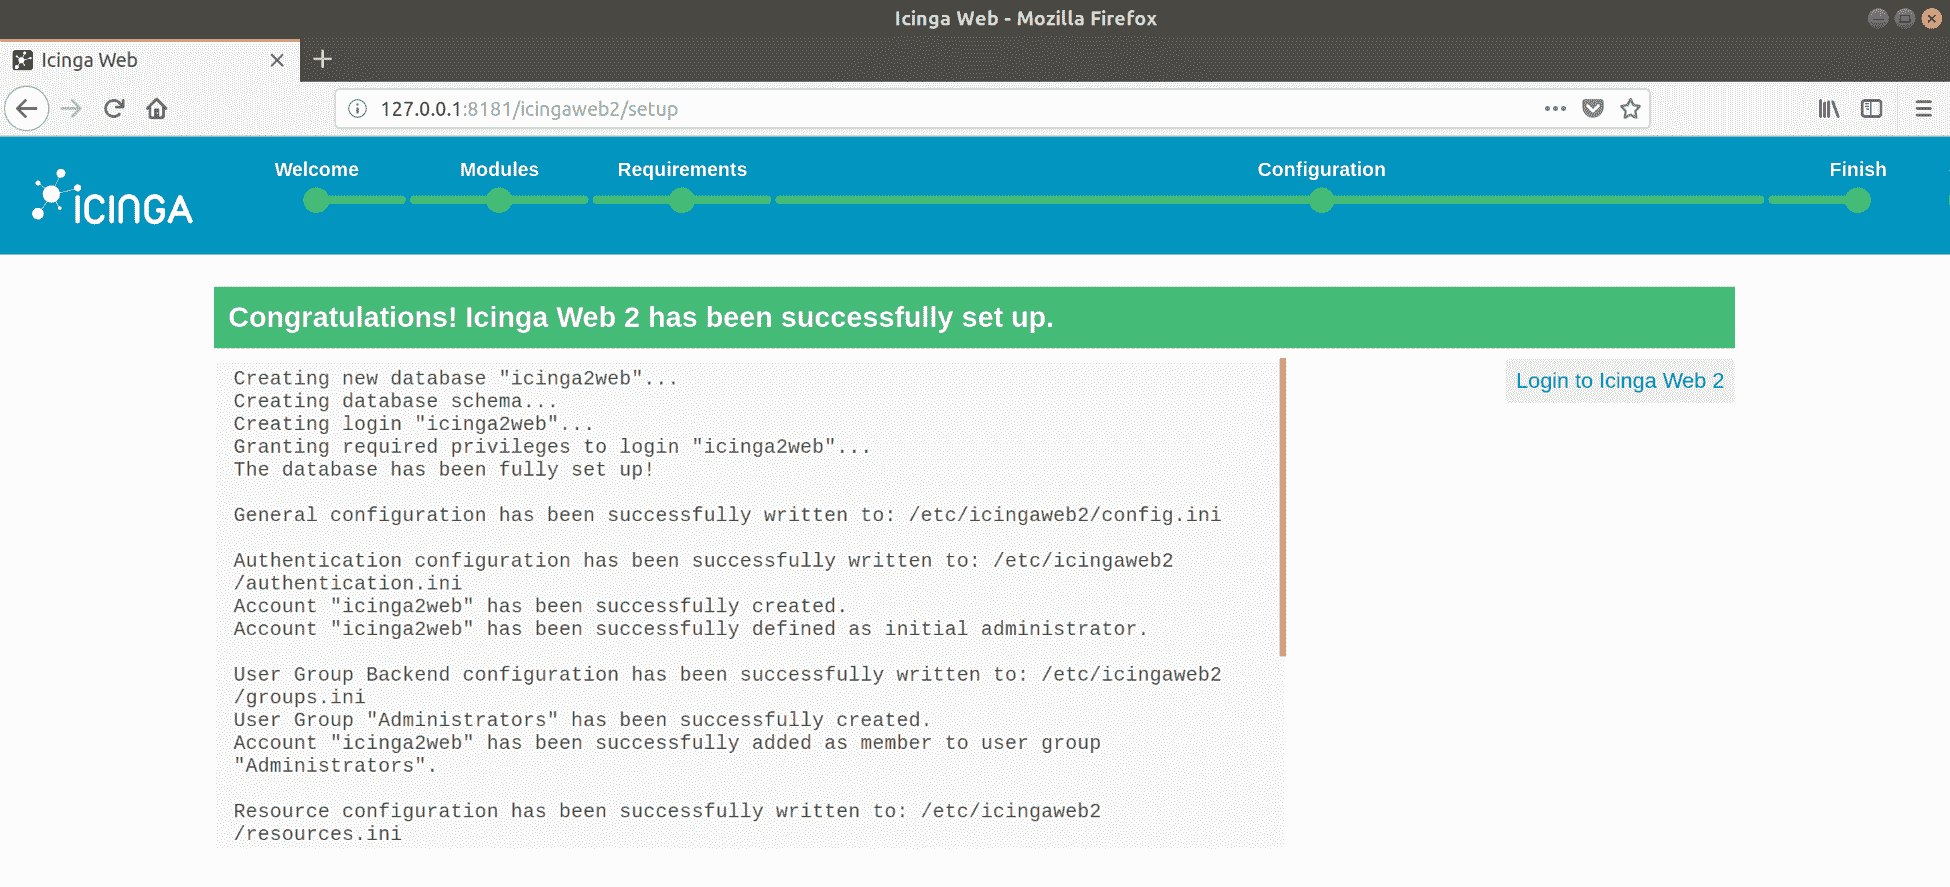 Icinga Web - Mozilla Firefox
Icinga Web
127.0.0.1:8181/icingaweb2/setup
ICINGA
Welcome
Modules
Requirements
Configuration
Finish
Congratulations! Icinga Web 2 has been successfully set up.
Login to Icinga Web 2
Creating new database "icinga2web"...
Creating database schema...
Creating login "icinga2web"...
Granting required privileges to login "icinga2web"...
The database has been fully set up!
General configuration has been successfully written to: /etc/icingaweb2/config.ini
Authentication configuration has been successfully written to: /etc/icingaweb2
/authentication.ini
Account "icinga2web" has been successfully created.
Account "icinga2web" has been successfully defined as initial administrator.
User Group Backend configuration has been successfully written to: /etc/icingaweb2
/groups.ini
User Group "Administrators" has been successfully created.
Account "icinga2web" has been successfully added as member to user group
"Administrators".
Resource configuration has been successfully written to: /etc/icingaweb2
/resources.ini